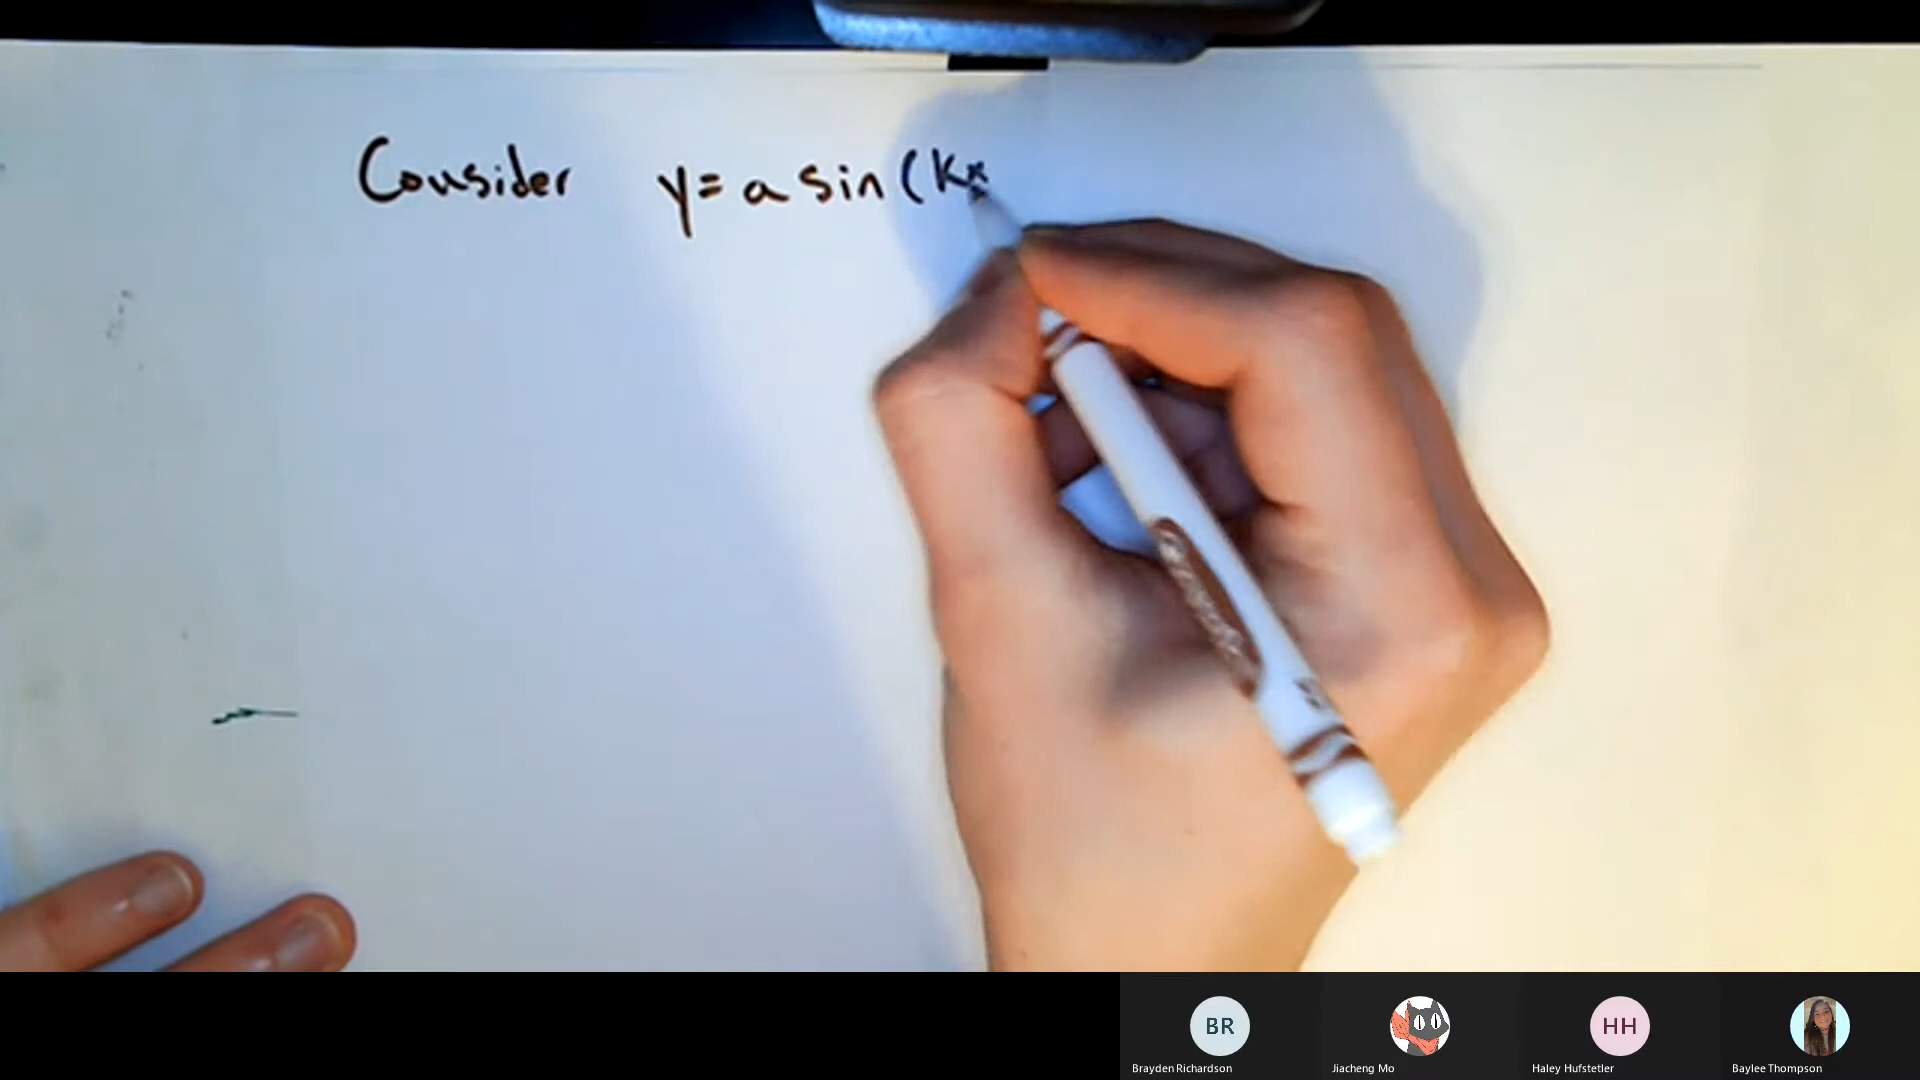 Consider y = a sin (kx
BR
HH
Brayden Richardson
Jiacheng Mo
Haley Hufstetler
Baylee Thompson